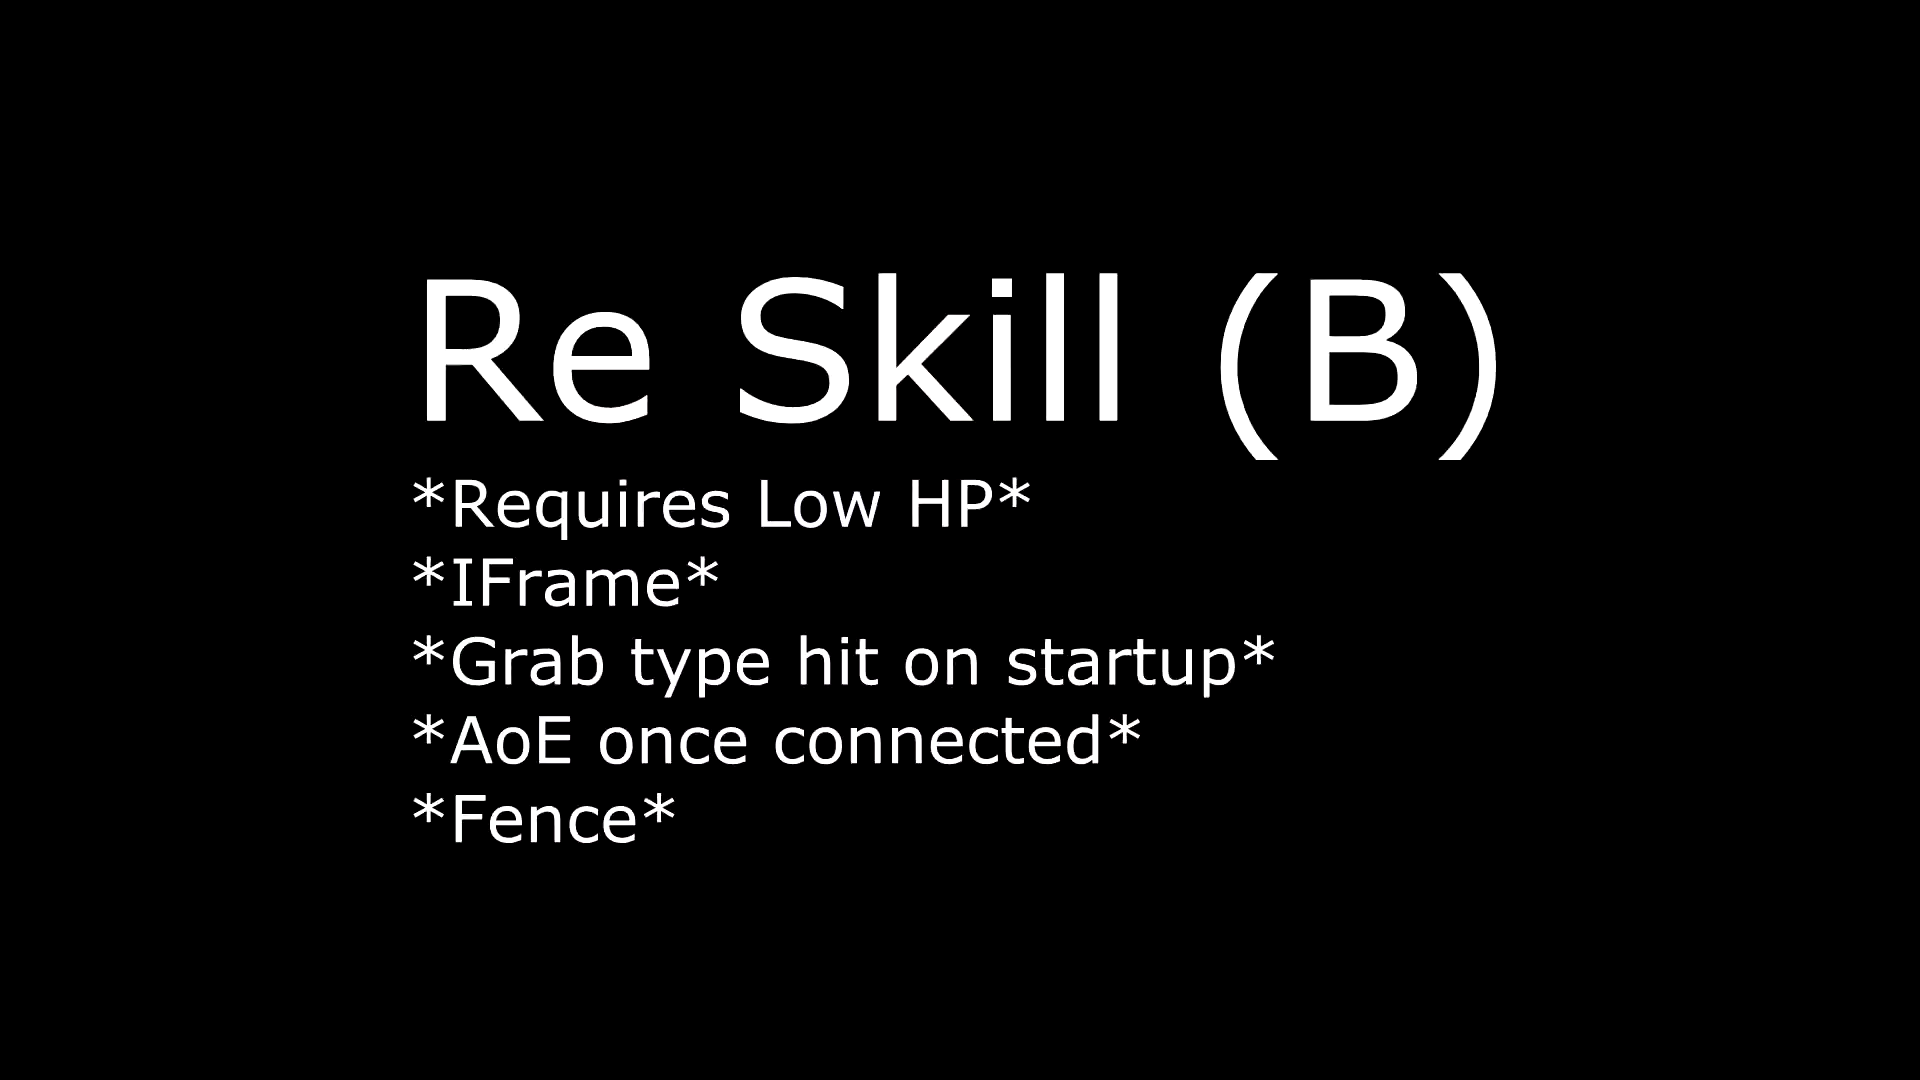 Re Skill (B)
*Requires Low HP*
*IFrame*
*Grab type hit on startup*
*AoE once connected*
*Fence*